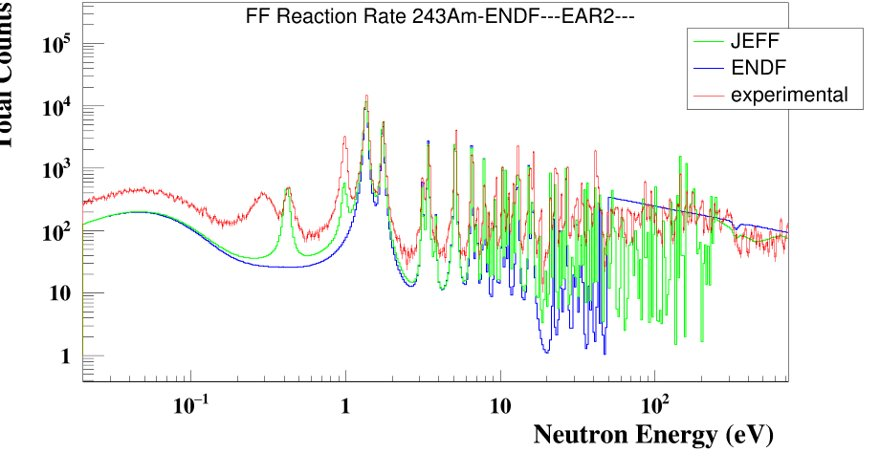 FF Reaction Rate 243Am-ENDF---EAR2---
JEFF
ENDF
experimental
Total Counts
10⁵
10⁴
10³
10²
10
1
10⁻¹
1
10
10²
Neutron Energy (eV)